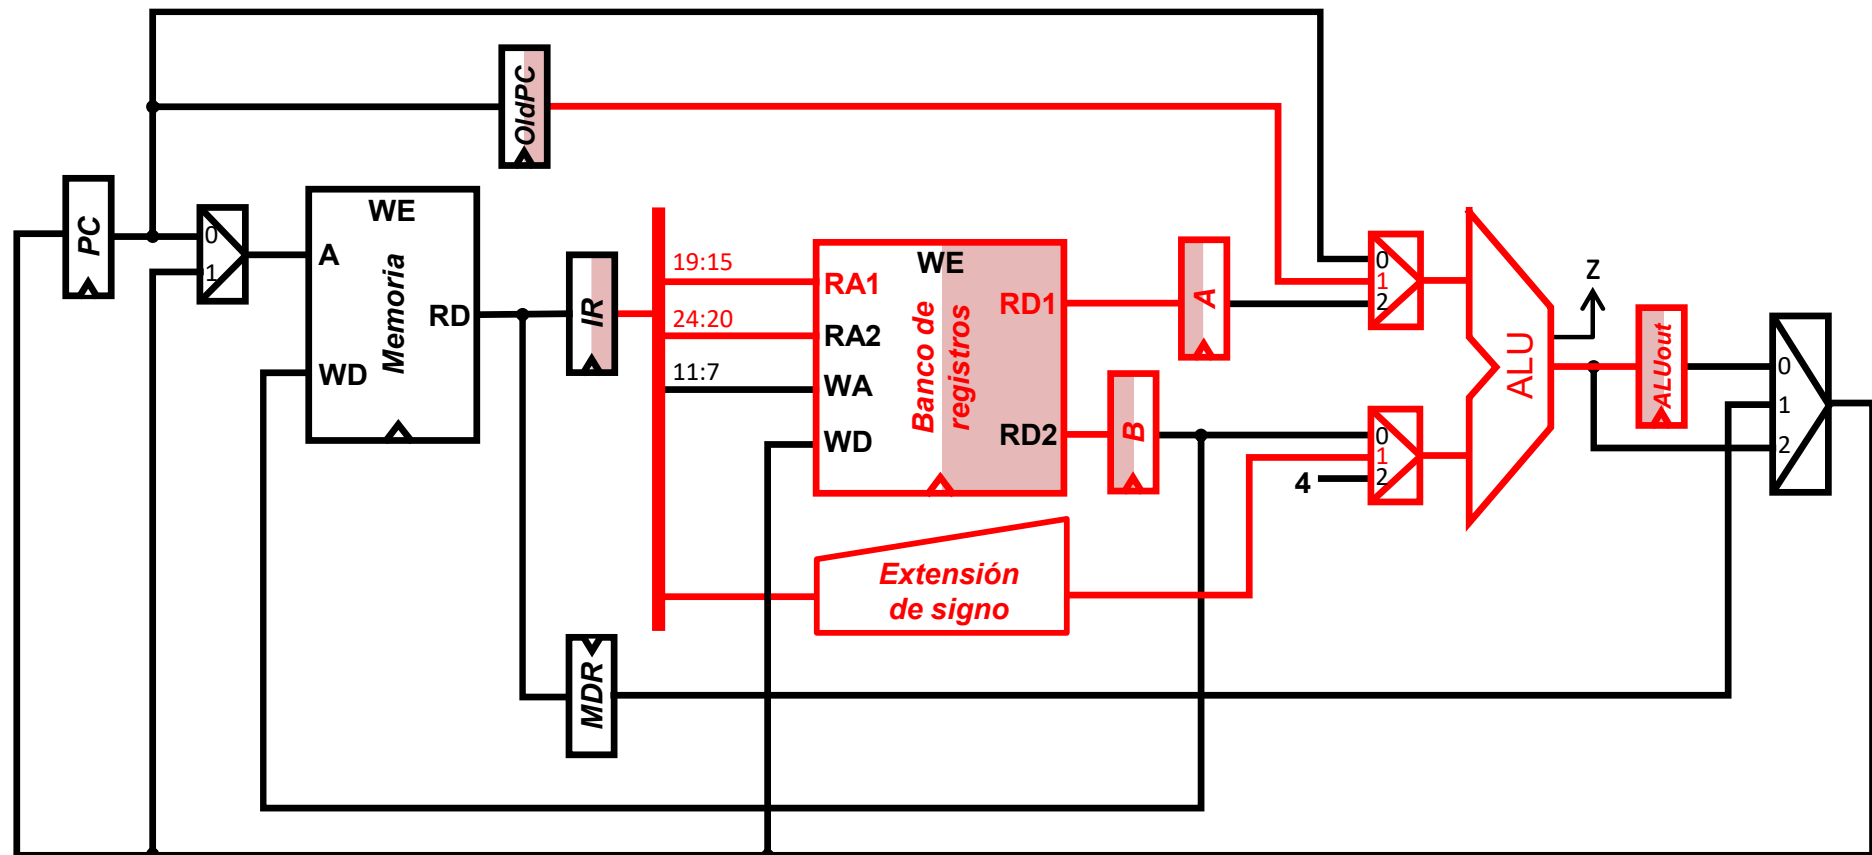 OldPC
PC
0
1
WE
A
Memoria
RD
WD
IR
19:15
24:20
11:7
RA1
RA2
WA
WD
WE
Banco de
registros
RD1
RD2
A
B
Extensión
de signo
MDR
0
1
2
0
1
2
4
ALU
Z
ALUout
0
1
2